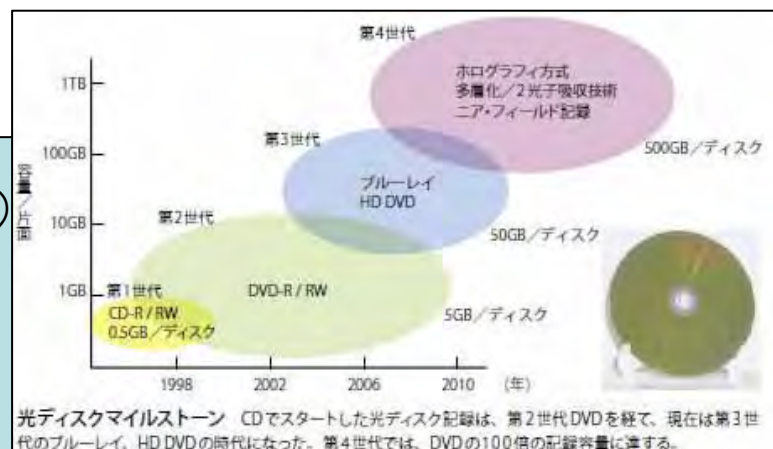 第4世代
ホログラフィ方式
多層化／2光子吸収技術
ニア・フィールド記録
1TB
第3世代
100GB
500GB／ディスク
ブルーレイ
HD DVD
容量／片面
第2世代
10GB
50GB／ディスク
1GB
第1世代
DVD-R / RW
CD-R / RW
0.5GB／ディスク
5GB／ディスク
1998
2002
2006
2010
(年)
光ディスクマイルストーン CDでスタートした光ディスク記録は、第2世代DVDを経て、現在は第3世
代のブルーレイ、HD DVDの時代になった。第4世代では、DVDの100倍の記録容量に達する。